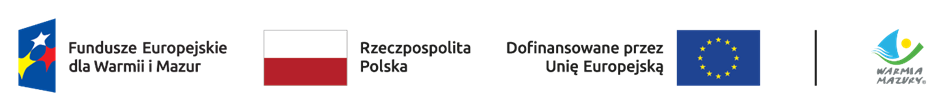 Fundusze Europejskie
dla Warmii i Mazur
Rzeczpospolita
Polska
Dofinansowane przez
Unię Europejską
WARMIA
MAZURY®